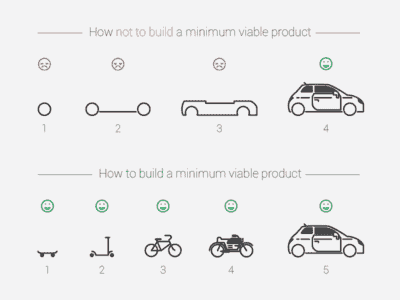 How not to build a minimum viable product
1 2 3 4
How to build a minimum viable product
1 2 3 4 5